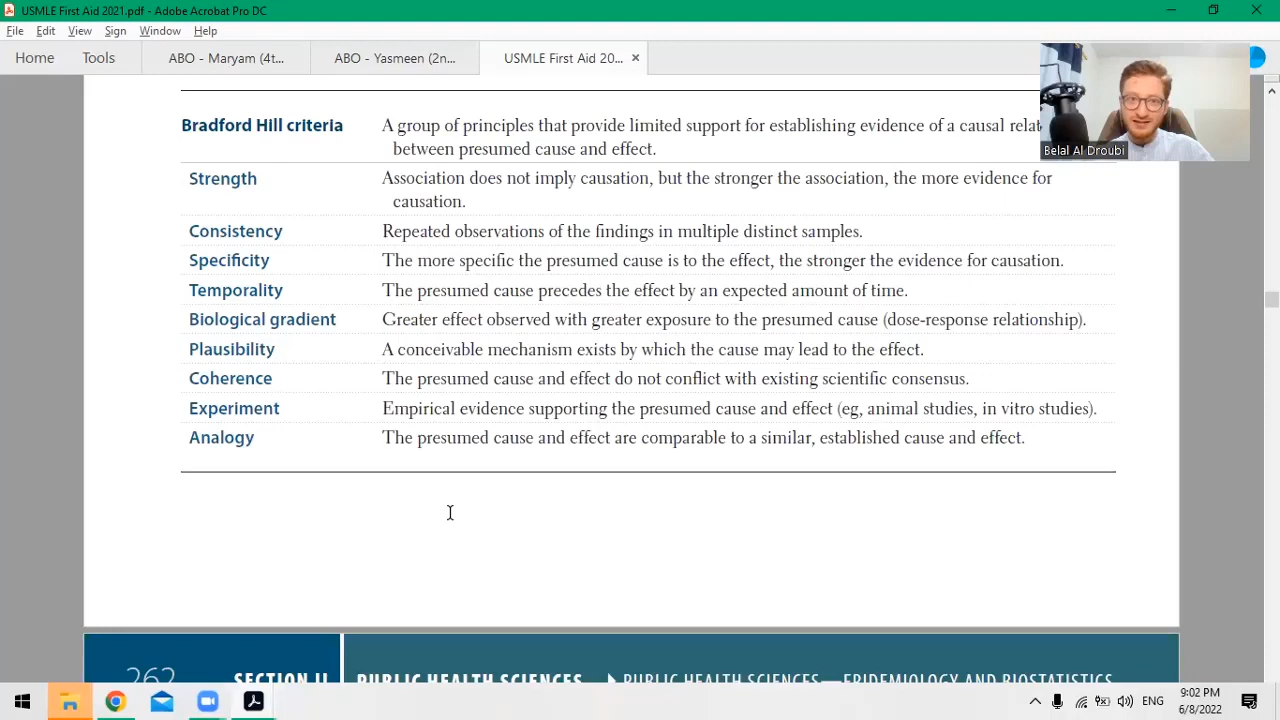 USMLE First Aid 2021.pdf - Adobe Acrobat Pro DC
File Edit View Sign Window Help
Home Tools ABO - Maryam (4t... ABO - Yasmeen (2n... USMLE First Aid 20... ×
Belal Al Droubi
Bradford Hill criteria A group of principles that provide limited support for establishing evidence of a causal
between presumed cause and effect.
Strength Association does not imply causation, but the stronger the association, the more evidence for
causation.
Consistency Repeated observations of the findings in multiple distinct samples.
Specificity The more specific the presumed cause is to the effect, the stronger the evidence for causation.
Temporality The presumed cause precedes the effect by an expected amount of time.
Biological gradient Greater effect observed with greater exposure to the presumed cause (dose-response relationship).
Plausibility A conceivable mechanism exists by which the cause may lead to the effect.
Coherence The presumed cause and effect do not conflict with existing scientific consensus.
Experiment Empirical evidence supporting the presumed cause and effect (eg, animal studies, in vitro studies).
Analogy The presumed cause and effect are comparable to a similar, established cause and effect.
262 SECTION II PUBLIC HEALTH SCIENCES PUBLIC HEALTH SCIENCES—EPIDEMIOLOGY AND BIOSTATISTICS
ENG 9:02 PM
6/8/2022